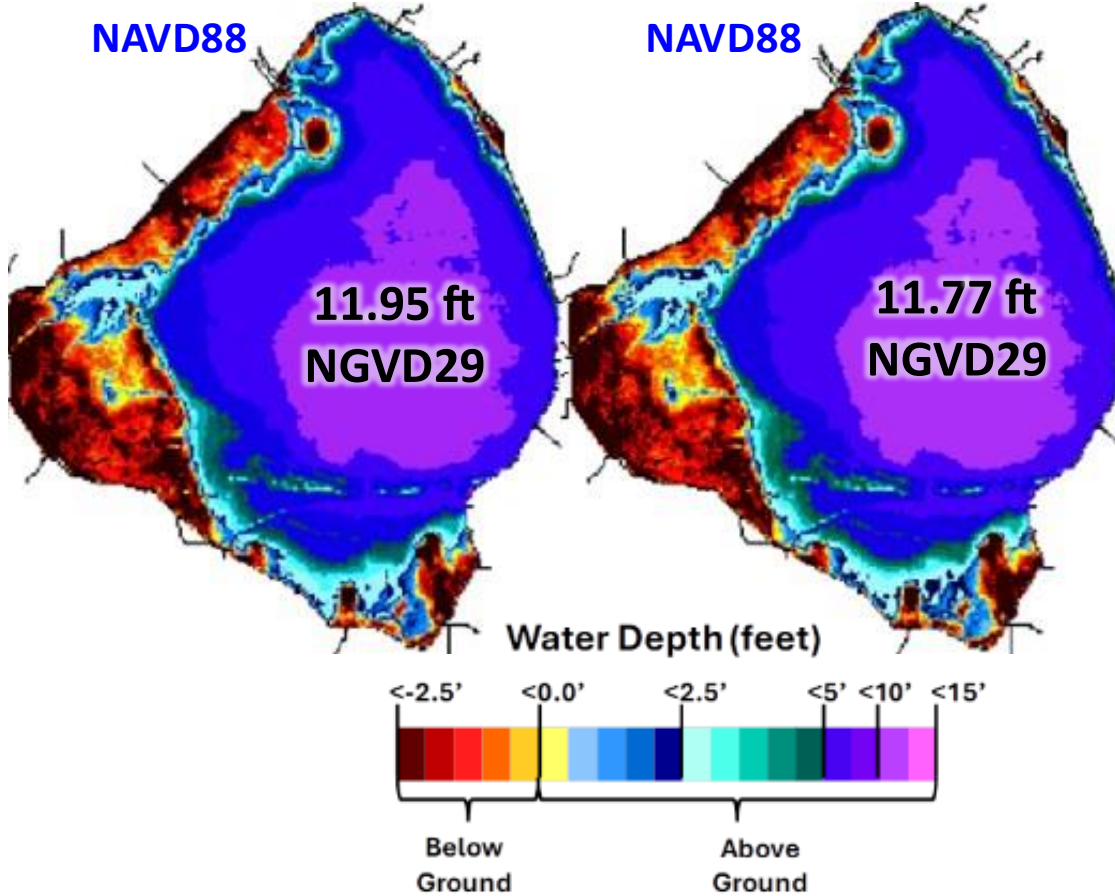 NAVD88
NAVD88
11.95 ft
NGVD29
11.77 ft
NGVD29
Water Depth (feet)
<-2.5’ <0.0’ <2.5’ <5’ <10’ <15’
Below
Ground
Above
Ground